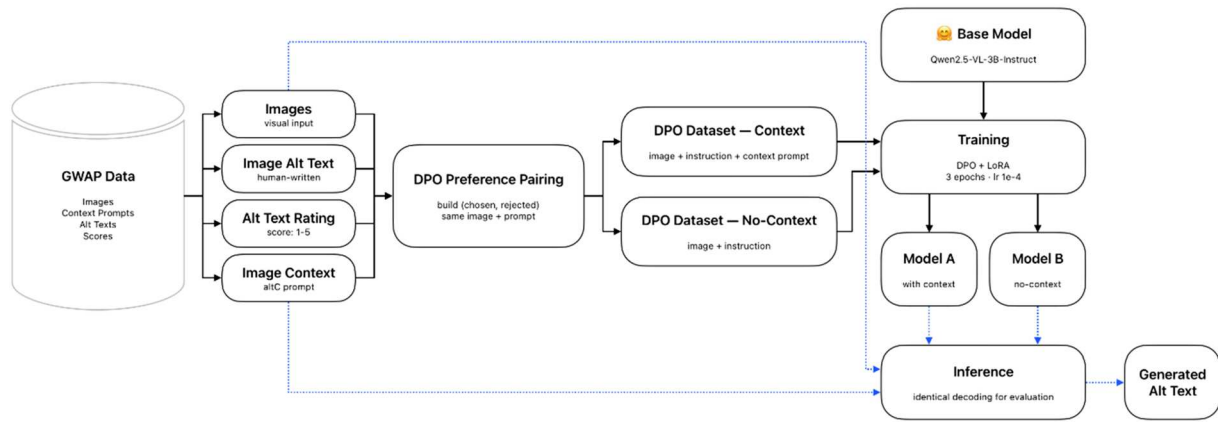 GWAP Data
Images
Context Prompts
Alt Texts
Scores
Images
visual input
Image Alt Text
human-written
Alt Text Rating
score: 1-5
Image Context
altC prompt
DPO Preference Pairing
build (chosen, rejected)
same image + prompt
DPO Dataset — Context
image + instruction + context prompt
DPO Dataset — No-Context
image + instruction
🤗 Base Model
Qwen2.5-VL-3B-Instruct
Training
DPO + LoRA
3 epochs · lr 1e-4
Model A
with context
Model B
no-context
Inference
identical decoding for evaluation
Generated
Alt Text